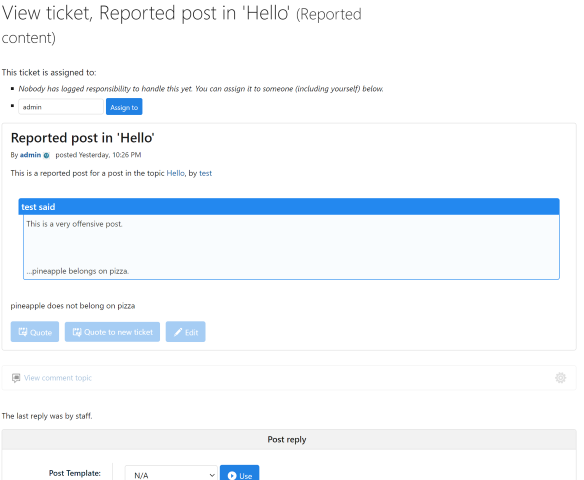 View ticket, Reported post in 'Hello' (Reported
content)
This ticket is assigned to:
Nobody has logged responsibility to handle this yet. You can assign it to someone (including yourself) below.
admin Assign to
Reported post in 'Hello'
By admin posted Yesterday, 10:26 PM
This is a reported post for a post in the topic Hello, by test
test said
This is a very offensive post.
...pineapple belongs on pizza.
pineapple does not belong on pizza
Quote Quote to new ticket Edit
View comment topic
The last reply was by staff.
Post reply
Post Template: N/A Use